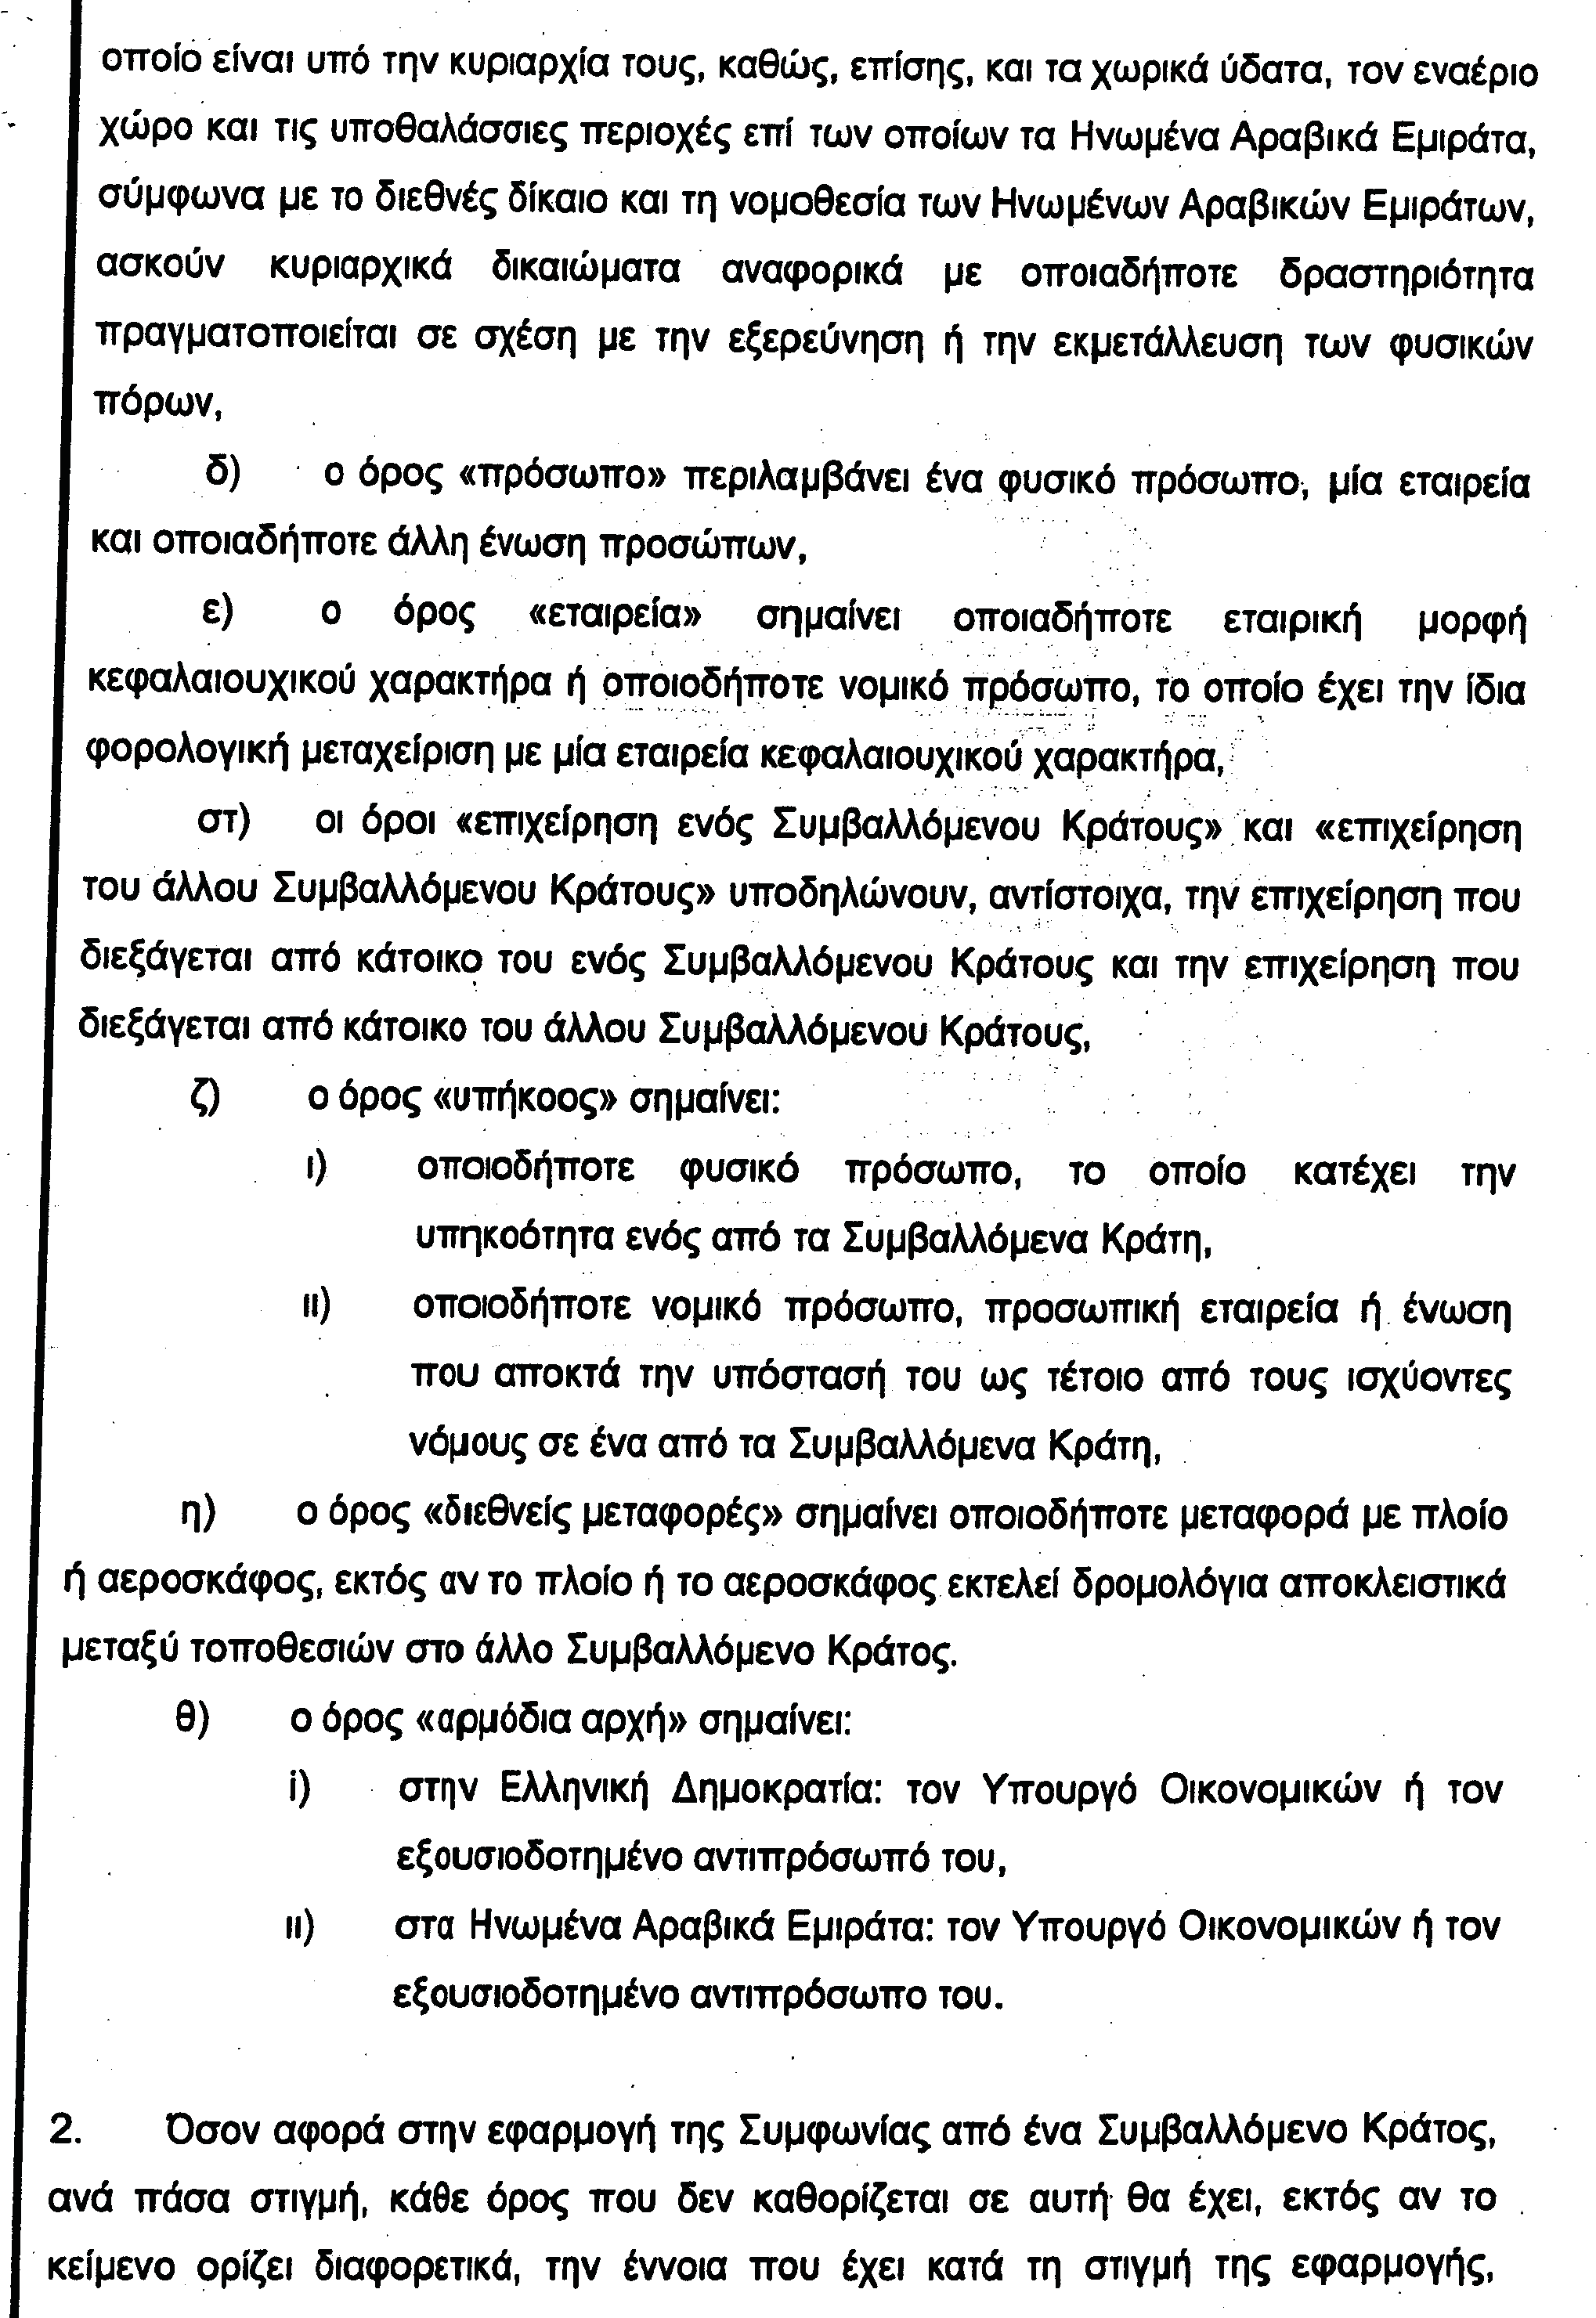 οποίο είναι υπό την κυριαρχία τους, καθώς, επίσης, και τα χωρικά ύδατα, τον εναέριο
χώρο και τις υποθαλάσσιες περιοχές επί των οποίων τα Ηνωμένα Αραβικά Εμιράτα,
σύμφωνα με το διεθνές δίκαιο και τη νομοθεσία των Ηνωμένων Αραβικών Εμιράτων,
ασκούν κυριαρχικά δικαιώματα αναφορικά με οποιαδήποτε δραστηριότητα
πραγματοποιείται σε σχέση με την εξερεύνηση ή την εκμετάλλευση των φυσικών
πόρων,
δ) ο όρος «πρόσωπο» περιλαμβάνει ένα φυσικό πρόσωπο, μία εταιρεία
και οποιαδήποτε άλλη ένωση προσώπων,
ε) ο όρος «εταιρεία» σημαίνει οποιαδήποτε εταιρική μορφή
κεφαλαιουχικού χαρακτήρα ή οποιοδήποτε νομικό πρόσωπο, το οποίο έχει την ίδια
φορολογική μεταχείριση με μία εταιρεία κεφαλαιουχικού χαρακτήρα,
στ) οι όροι «επιχείρηση ενός Συμβαλλόμενου Κράτους» και «επιχείρηση
του άλλου Συμβαλλόμενου Κράτους» υποδηλώνουν, αντίστοιχα, την επιχείρηση που
διεξάγεται από κάτοικο του ενός Συμβαλλόμενου Κράτους και την επιχείρηση που
διεξάγεται από κάτοικο του άλλου Συμβαλλόμενου Κράτους,
ζ) ο όρος «υπήκοος» σημαίνει:
ι) οποιοδήποτε φυσικό πρόσωπο, το οποίο κατέχει την
υπηκοότητα ενός από τα Συμβαλλόμενα Κράτη,
ιι) οποιοδήποτε νομικό πρόσωπο, προσωπική εταιρεία ή ένωση
που αποκτά την υπόστασή του ως τέτοιο από τους ισχύοντες
νόμους σε ένα από τα Συμβαλλόμενα Κράτη,
η) ο όρος «διεθνείς μεταφορές» σημαίνει οποιοδήποτε μεταφορά με πλοίο
ή αεροσκάφος, εκτός αν το πλοίο ή το αεροσκάφος εκτελεί δρομολόγια αποκλειστικά
μεταξύ τοποθεσιών στο άλλο Συμβαλλόμενο Κράτος.
θ) ο όρος «αρμόδια αρχή» σημαίνει:
i) στην Ελληνική Δημοκρατία: τον Υπουργό Οικονομικών ή τον
εξουσιοδοτημένο αντιπρόσωπό του,
ιι) στα Ηνωμένα Αραβικά Εμιράτα: τον Υπουργό Οικονομικών ή τον
εξουσιοδοτημένο αντιπρόσωπο του.
2. Όσον αφορά στην εφαρμογή της Συμφωνίας από ένα Συμβαλλόμενο Κράτος,
ανά πάσα στιγμή, κάθε όρος που δεν καθορίζεται σε αυτή θα έχει, εκτός αν το
κείμενο ορίζει διαφορετικά, την έννοια που έχει κατά τη στιγμή της εφαρμογής,